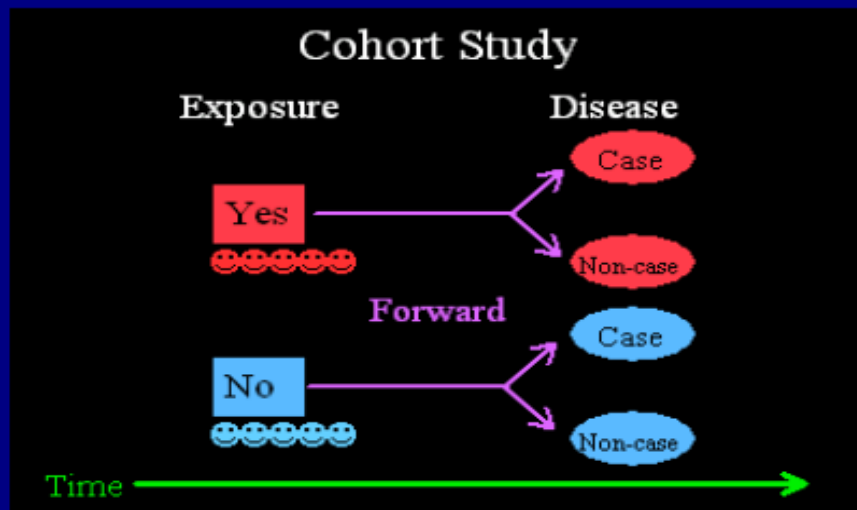 Cohort Study
Exposure Disease
Case
Yes
Non-case
Forward
Case
No
Non-case
Time